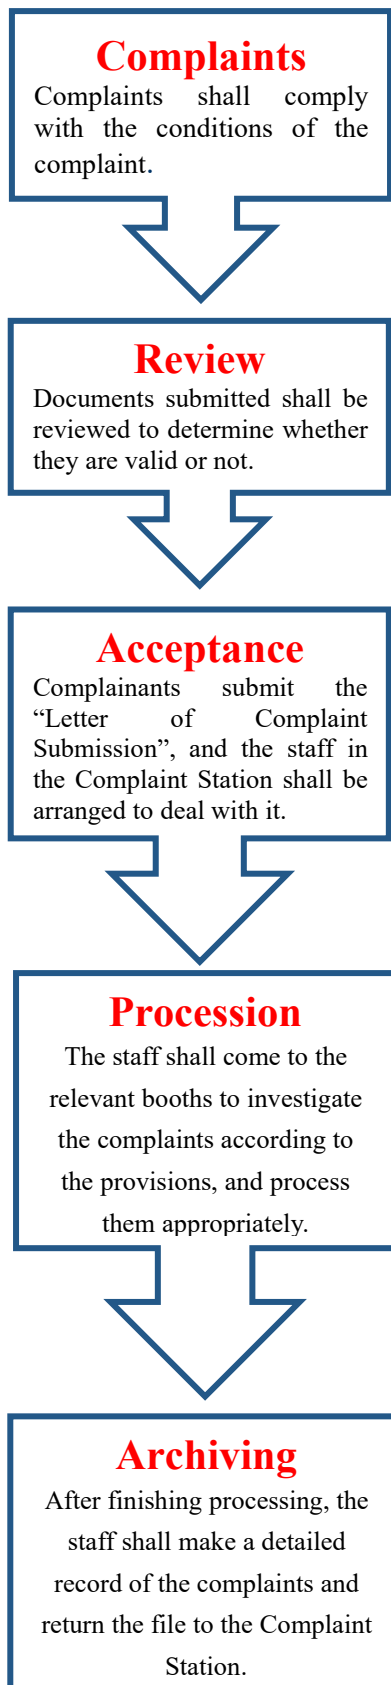 Complaints
Complaints shall comply
with the conditions of the
complaint.
Review
Documents submitted shall be
reviewed to determine whether
they are valid or not.
Acceptance
Complainants submit the
“Letter of Complaint
Submission”, and the staff in
the Complaint Station shall be
arranged to deal with it.
Procession
The staff shall come to the
relevant booths to investigate
the complaints according to
the provisions, and process
them appropriately.
Archiving
After finishing processing, the
staff shall make a detailed
record of the complaints and
return the file to the Complaint
Station.